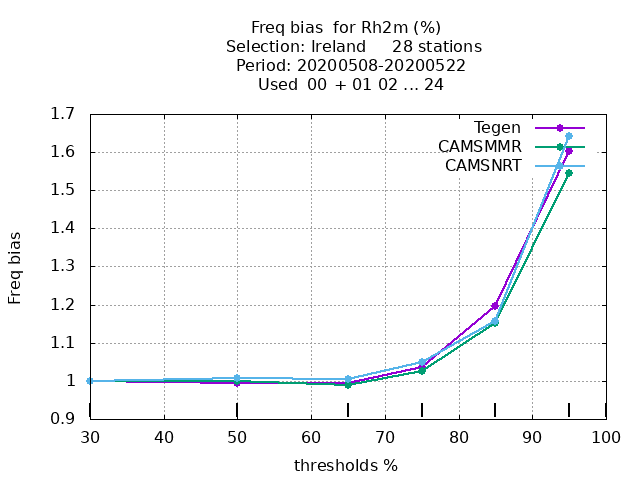 Freq bias  for Rh2m (%)
Selection: Ireland     28 stations
Period: 20200508-20200522
Used  00  + 01 02 ... 24
1.7
1.6
1.5
1.4
1.3
1.2
1.1
1
0.9
Freq bias
Tegen
CAMSMMR
CAMSNRT
30 40 50 60 70 80 90 100
thresholds %